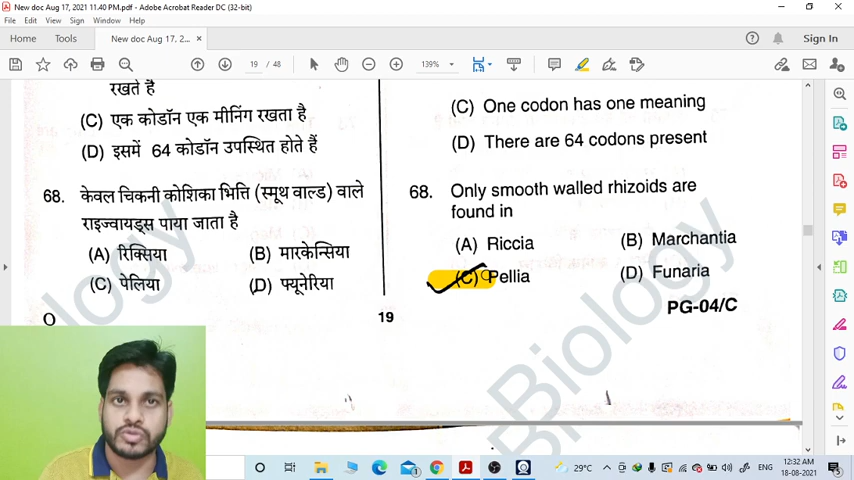 New doc Aug 17, 2021 11.40 PM.pdf - Adobe Acrobat Reader DC (32-bit)
File Edit View Sign Window Help
Home Tools New doc Aug 17, 2... × Sign In
19 / 48 139%
रखते है
(C) एक कोडॉन एक मीनिंग रखता है
(D) इसमें 64 कोडॉन उपस्थित होते हैं
68. केवल चिकनी कोशिका भित्ति (स्मूथ वाल्ड) वाले
राइज्वायड्स पाया जाता है
(A) रिक्सिया (B) मारकेन्सिया
(C) पेलिया (D) फ्यूनेरिया
O 19
(C) One codon has one meaning
(D) There are 64 codons present
68. Only smooth walled rhizoids are
found in
(A) Riccia (B) Marchantia
(C) Pellia (D) Funaria
PG-04/C
Biology
Biology
29°C ENG 12:32 AM
18-08-2021